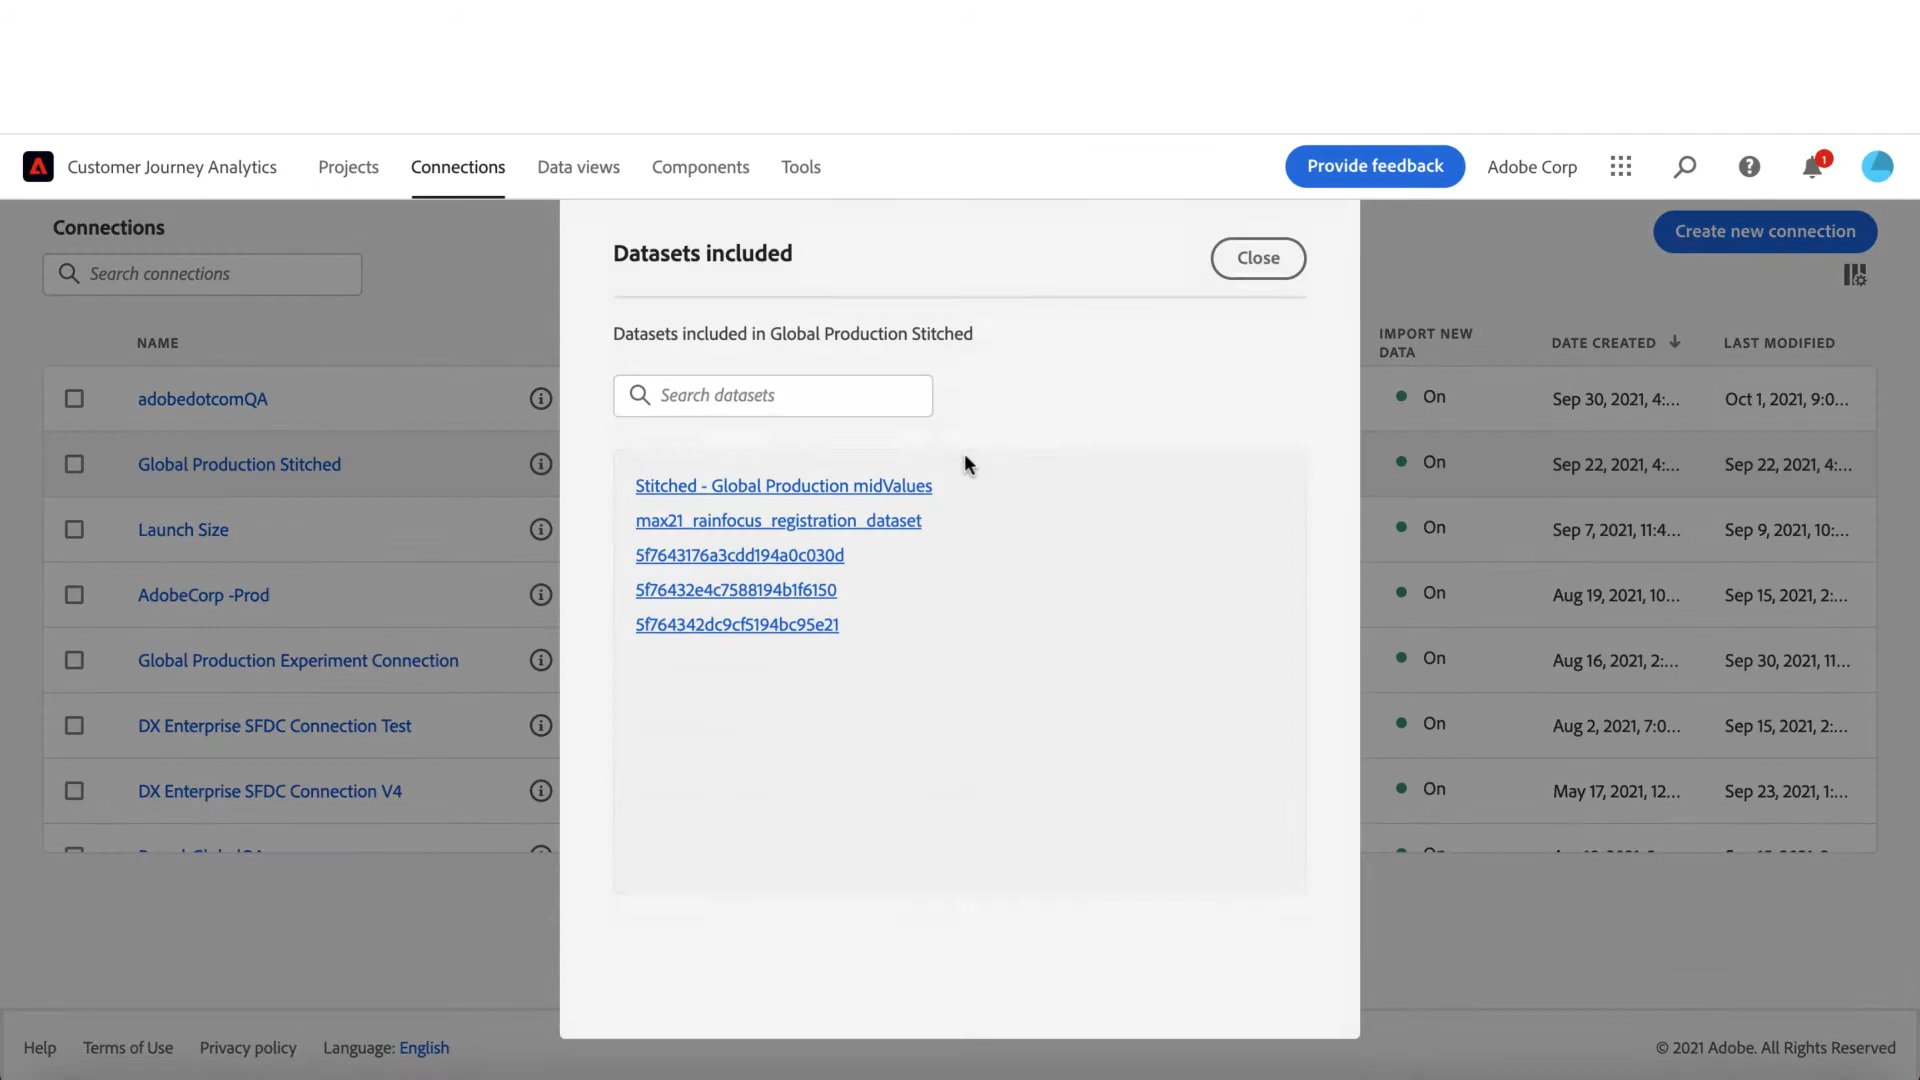 Customer Journey Analytics Projects Connections Data views Components Tools Provide feedback Adobe Corp 1
Connections
Search connections
Create new connection
Datasets included
Close
Datasets included in Global Production Stitched
Search datasets
Stitched - Global Production midValues
max21_rainfocus_registration_dataset
5f7643176a3cdd194a0c030d
5f76432e4c7588194b1f6150
5f764342dc9cf5194bc95e21
NAME
IMPORT NEW
DATA
DATE CREATED
LAST MODIFIED
adobedotcomQA On Sep 30, 2021, 4:... Oct 1, 2021, 9:0...
Global Production Stitched On Sep 22, 2021, 4:... Sep 22, 2021, 4:...
Launch Size On Sep 7, 2021, 11:4... Sep 9, 2021, 10:...
AdobeCorp -Prod On Aug 19, 2021, 10... Sep 15, 2021, 2:...
Global Production Experiment Connection On Aug 16, 2021, 2:... Sep 30, 2021, 11...
DX Enterprise SFDC Connection Test On Aug 2, 2021, 7:0... Sep 15, 2021, 2:...
DX Enterprise SFDC Connection V4 On May 17, 2021, 12... Sep 23, 2021, 1:...
Help Terms of Use Privacy policy Language: English
© 2021 Adobe. All Rights Reserved